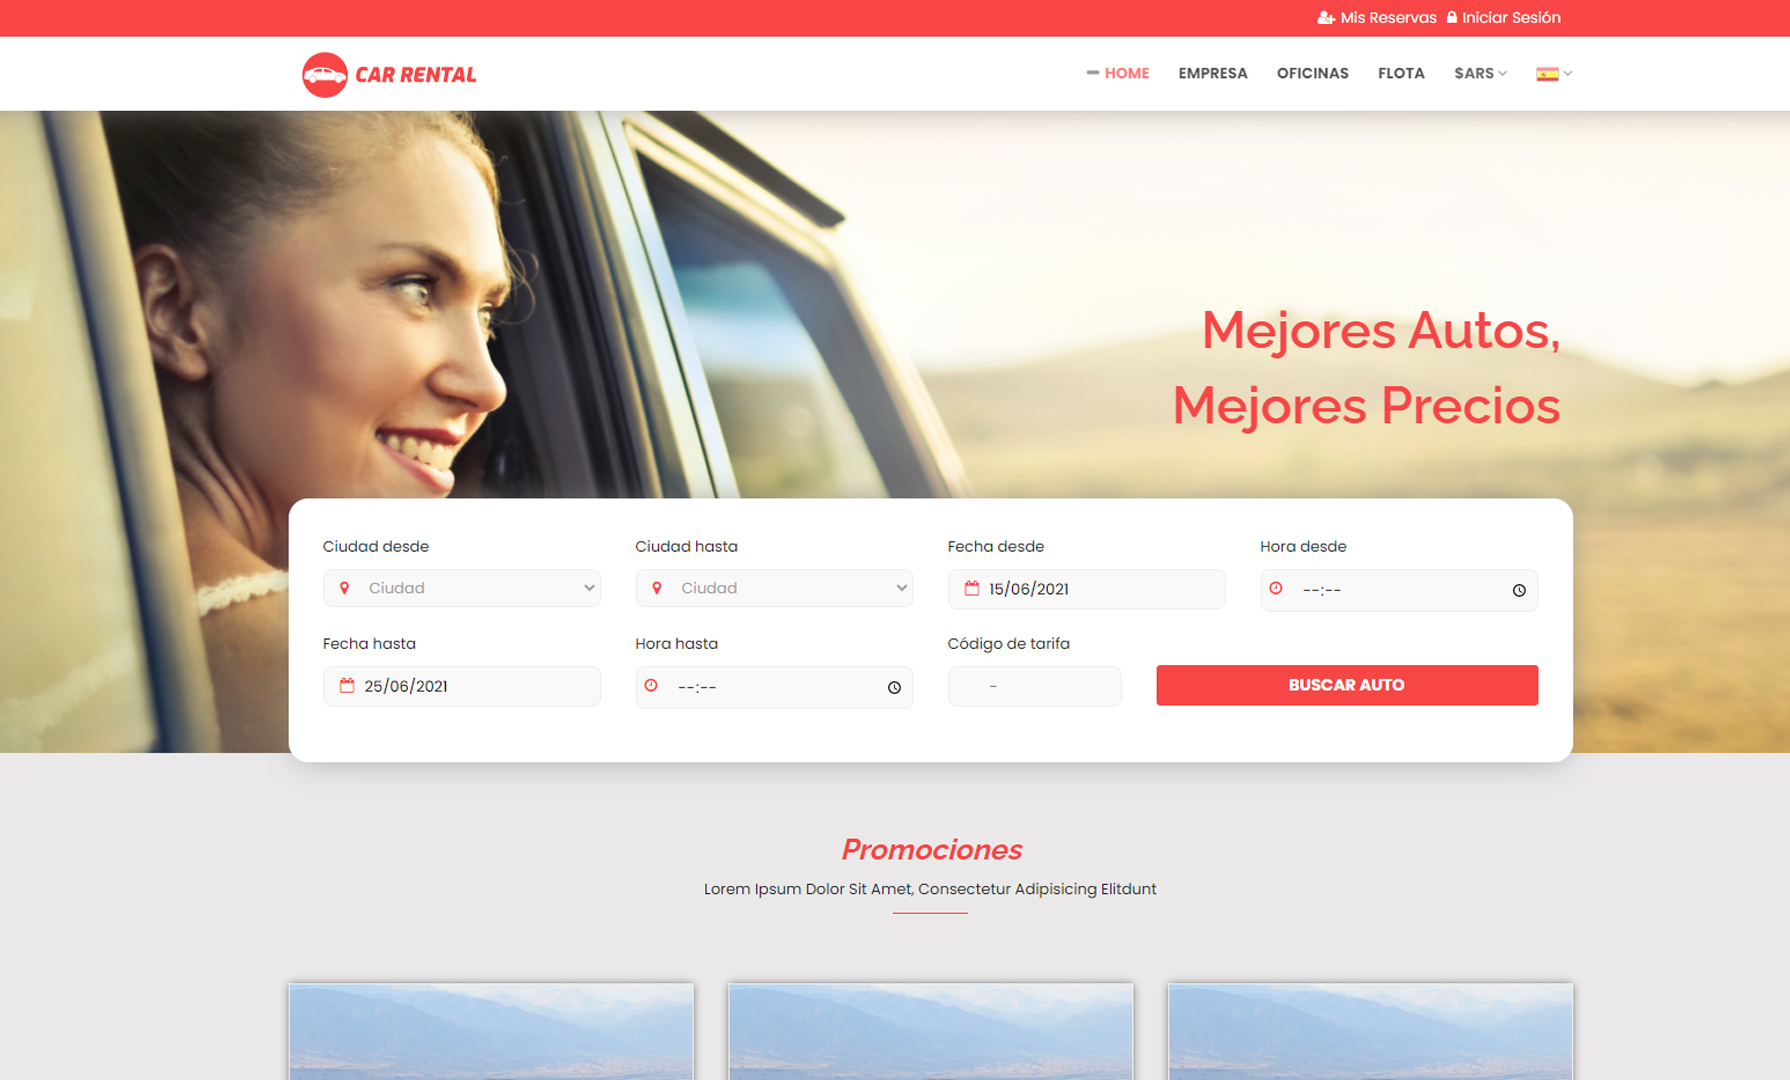 Mis Reservas Iniciar Sesión
CAR RENTAL
HOME EMPRESA OFICINAS FLOTA $ARS
Mejores Autos,
Mejores Precios
Ciudad desde Ciudad hasta Fecha desde Hora desde
Ciudad Ciudad 15/06/2021 --:--
Fecha hasta Hora hasta Código de tarifa
25/06/2021 --:-- - BUSCAR AUTO
Promociones
Lorem Ipsum Dolor Sit Amet, Consectetur Adipisicing Elitdunt